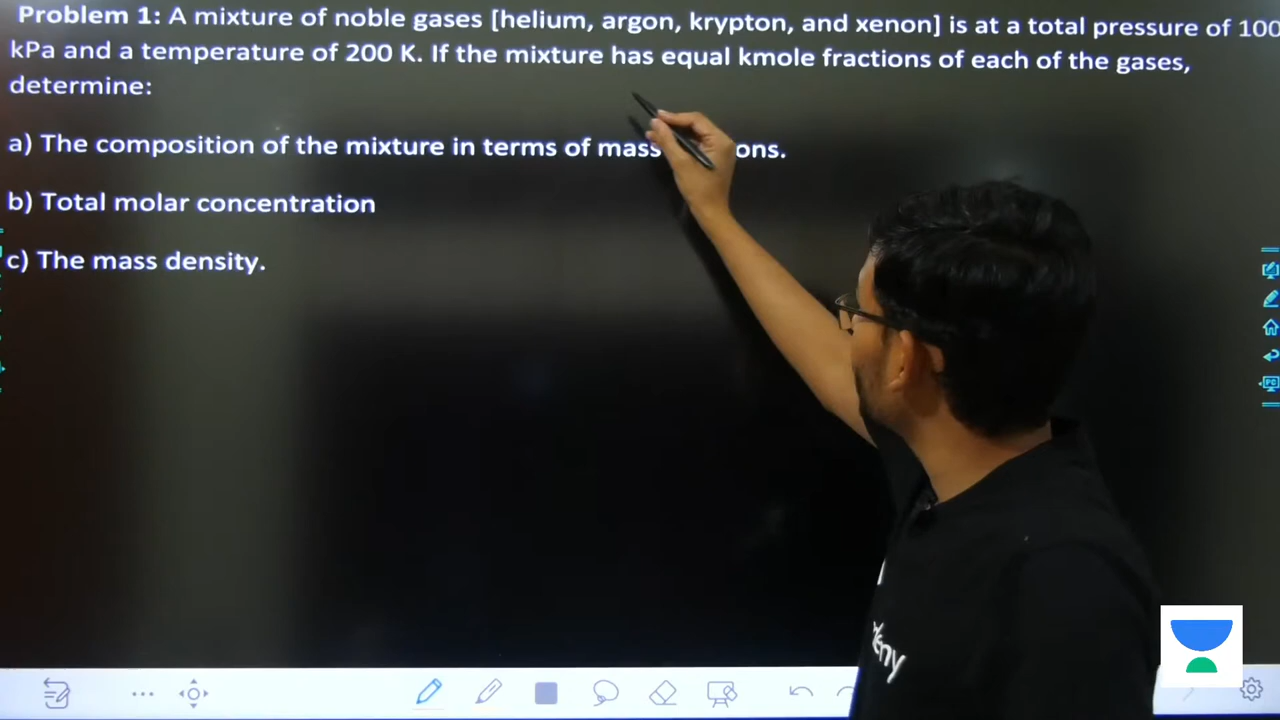 Problem 1: A mixture of noble gases [helium, argon, krypton, and xenon] is at a total pressure of 100
kPa and a temperature of 200 K. If the mixture has equal kmole fractions of each of the gases,
determine:
a) The composition of the mixture in terms of mass ons.
b) Total molar concentration
c) The mass density.
PC